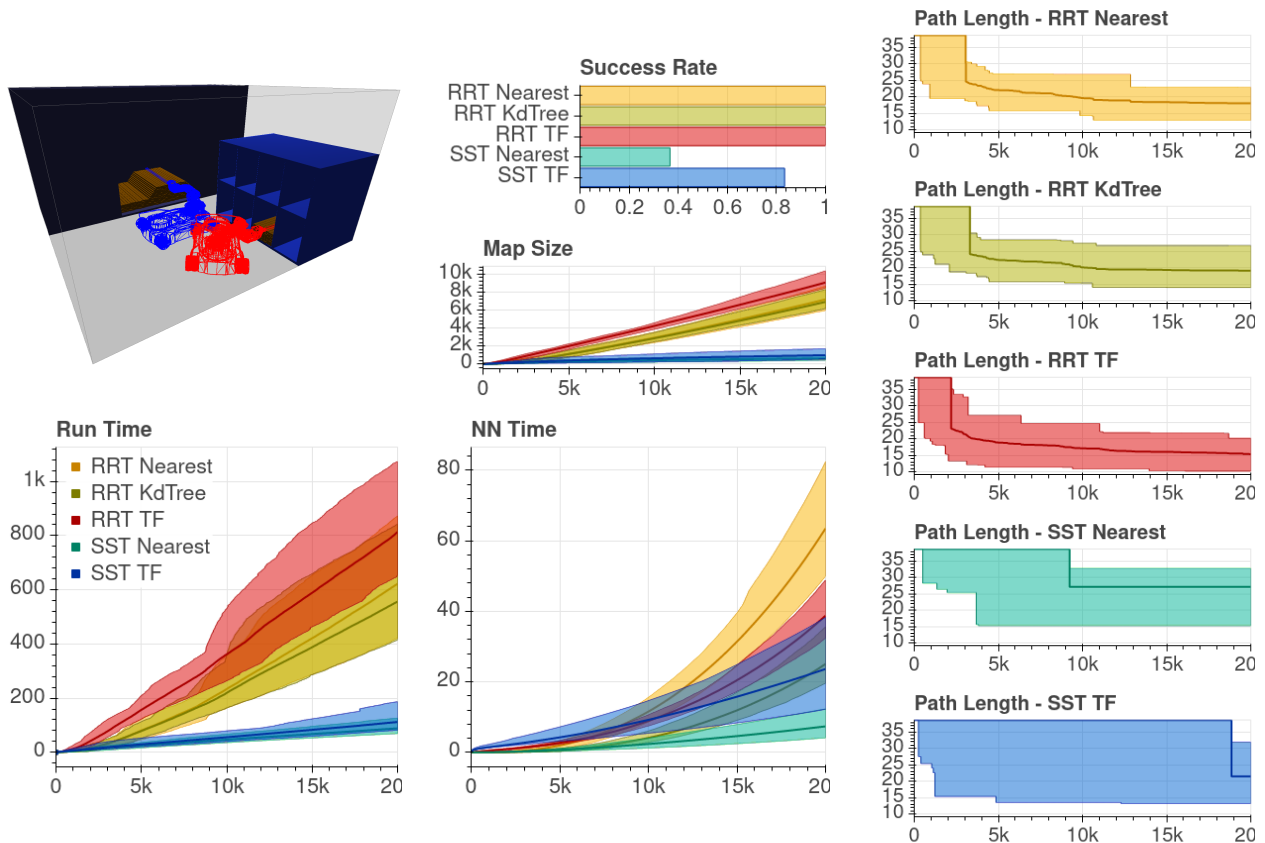 Success Rate
RRT Nearest
RRT KdTree
RRT TF
SST Nearest
SST TF
0 0.2 0.4 0.6 0.8 1
Map Size
10k
8k
6k
4k
2k
0
0 5k 10k 15k 20
Run Time
1k
800
600
400
200
0
RRT Nearest
RRT KdTree
RRT TF
SST Nearest
SST TF
0 5k 10k 15k 20
NN Time
80
60
40
20
0
0 5k 10k 15k 20
Path Length - RRT Nearest
35
30
25
20
15
10
0 5k 10k 15k 20
Path Length - RRT KdTree
35
30
25
20
15
10
0 5k 10k 15k 20
Path Length - RRT TF
35
30
25
20
15
10
0 5k 10k 15k 20
Path Length - SST Nearest
35
30
25
20
15
10
0 5k 10k 15k 20
Path Length - SST TF
35
30
25
20
15
10
0 5k 10k 15k 20